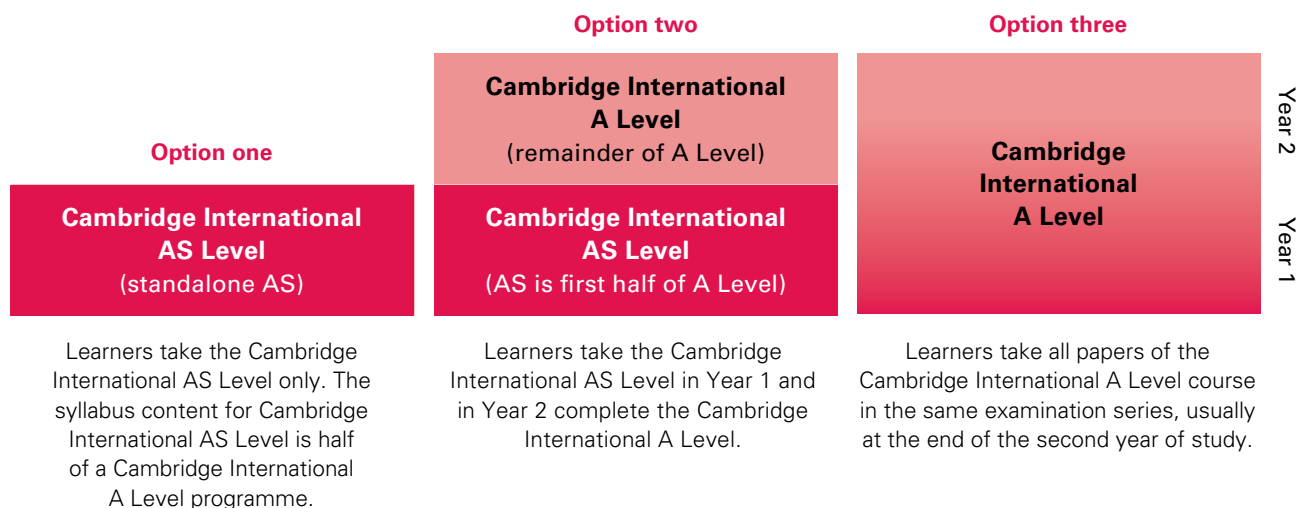 Option one
Cambridge International
AS Level
(standalone AS)
Learners take the Cambridge
International AS Level only. The
syllabus content for Cambridge
International AS Level is half
of a Cambridge International
A Level programme.
Option two
Cambridge International
A Level
(remainder of A Level)
Cambridge International
AS Level
(AS is first half of A Level)
Learners take the Cambridge
International AS Level in Year 1 and
in Year 2 complete the Cambridge
International A Level.
Option three
Cambridge
International
A Level
Learners take all papers of the
Cambridge International A Level course
in the same examination series, usually
at the end of the second year of study.
Year 2
Year 1